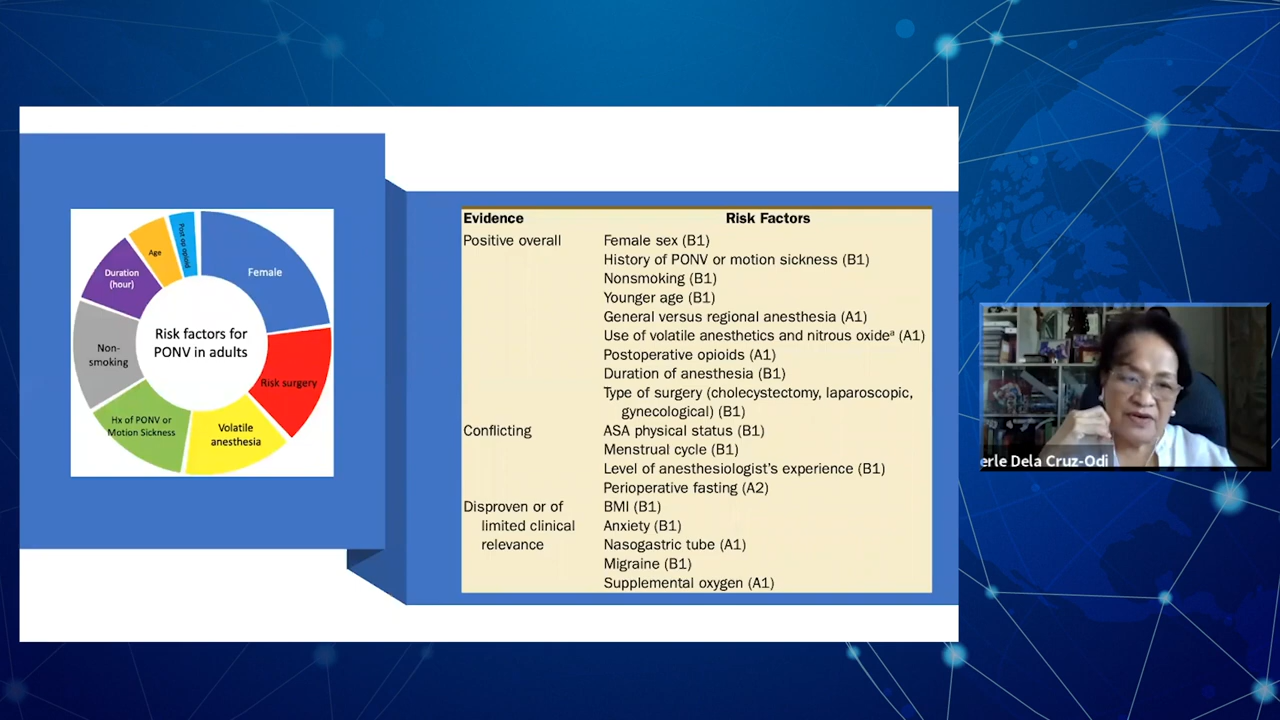 Female
Risk surgery
Volatile
anesthesia
Hx of PONV or
Motion Sickness
Non-
smoking
Duration
(hour)
Age
Post op opioid
Risk factors for
PONV in adults
Evidence Risk Factors
Positive overall Female sex (B1)
History of PONV or motion sickness (B1)
Nonsmoking (B1)
Younger age (B1)
General versus regional anesthesia (A1)
Use of volatile anesthetics and nitrous oxideᵃ (A1)
Postoperative opioids (A1)
Duration of anesthesia (B1)
Type of surgery (cholecystectomy, laparoscopic,
gynecological) (B1)
Conflicting ASA physical status (B1)
Menstrual cycle (B1)
Level of anesthesiologist's experience (B1)
Perioperative fasting (A2)
Disproven or of BMI (B1)
limited clinical Anxiety (B1)
relevance Nasogastric tube (A1)
Migraine (B1)
Supplemental oxygen (A1)
erle Dela Cruz-Odi